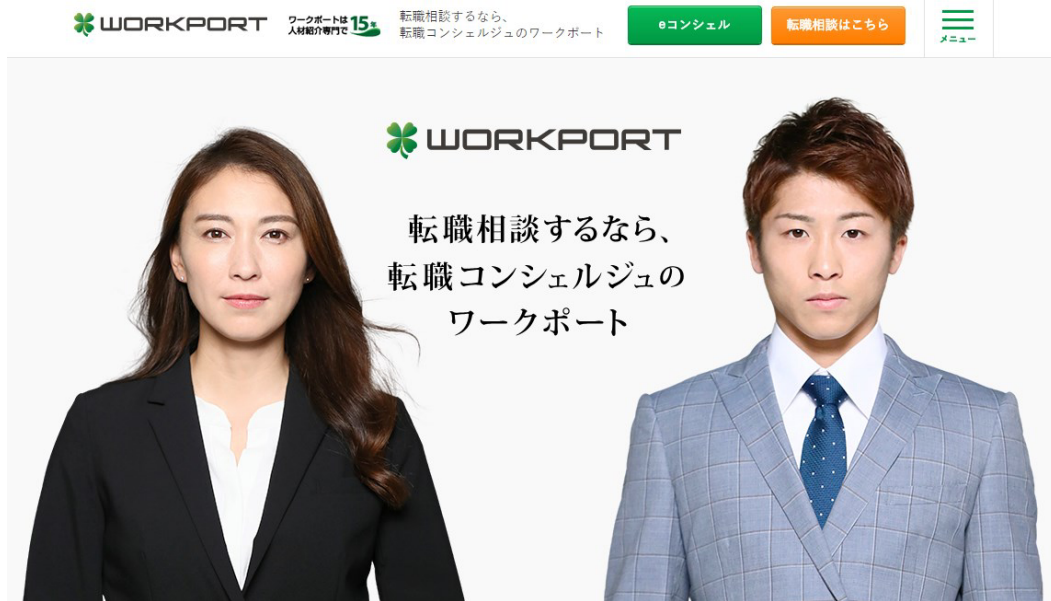 WORKPORT
ワークポートは
人材紹介専門で 15年
転職相談するなら、
転職コンシェルジュのワークポート
eコンシェル
転職相談はこちら
メニュー
WORKPORT
転職相談するなら、
転職コンシェルジュの
ワークポート